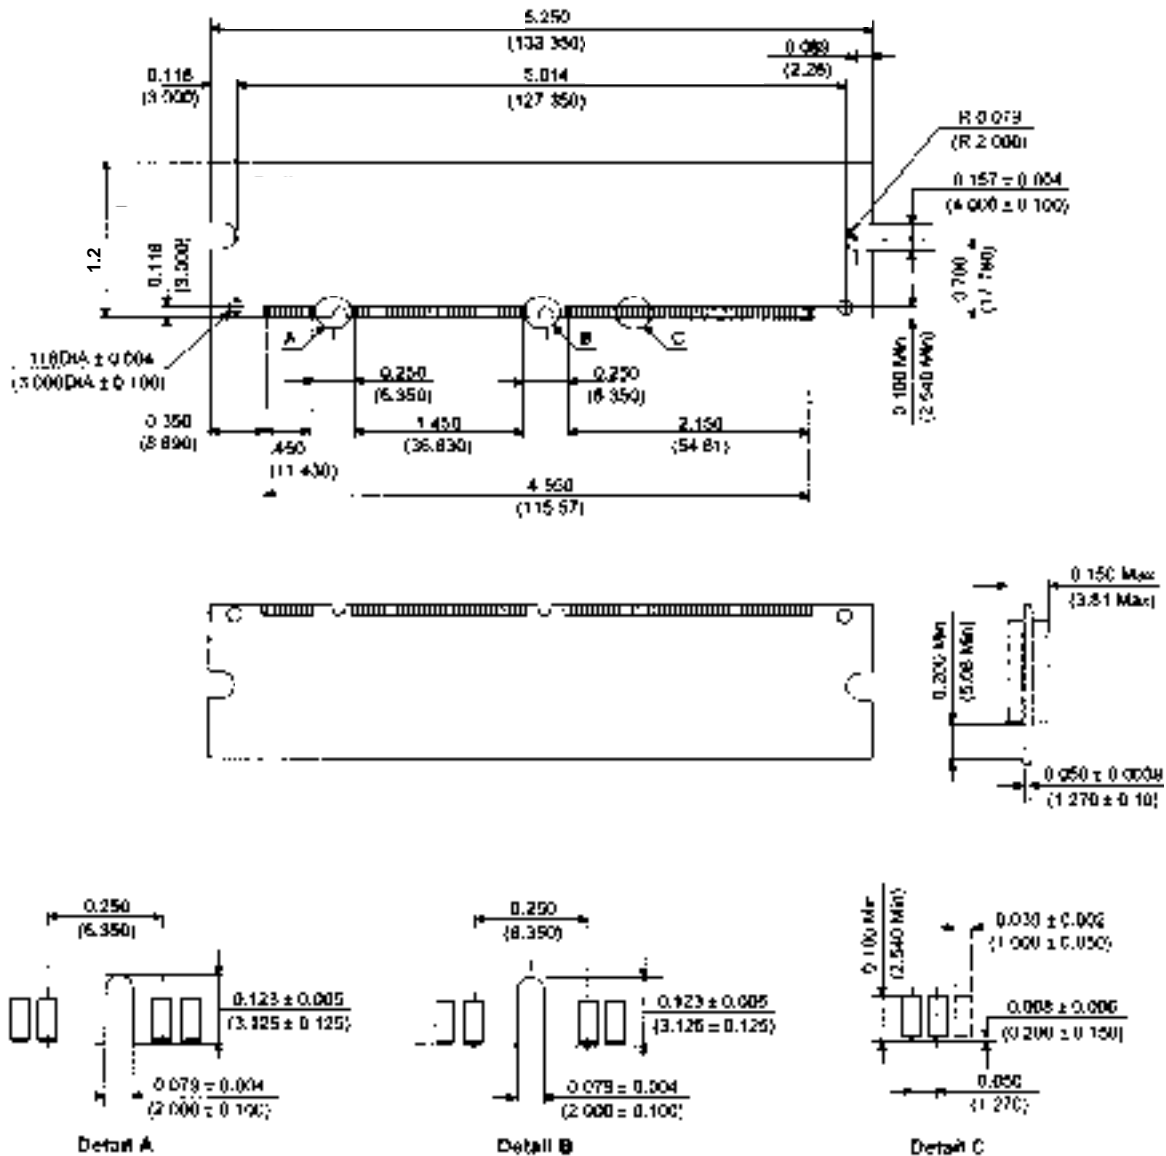 5.250
(133.350)
0.089
(2.26)
0.118
(3.000)
5.014
(127.350)
R 0.079
(R 2.000)
0.157 ± 0.004
(4.000 ± 0.100)
1.2
0.118
(3.000)
0.700
(17.780)
A
B
C
.118DIA ± 0.004
(3.000DIA ± 0.100)
0.250
(6.350)
0.250
(6.350)
0.100 Min
(2.540 Min)
0.350
(8.890)
.450
(11.430)
1.450
(36.830)
2.150
(54.61)
4.550
(115.57)
0.150 Max
(3.81 Max)
0.200 Min
(5.08 Min)
0.050 ± 0.0039
(1.270 ± 0.10)
0.250
(6.350)
0.250
(6.350)
0.100 Min
(2.540 Min)
0.039 ± 0.002
(1.000 ± 0.050)
0.123 ± 0.005
(3.125 ± 0.125)
0.123 ± 0.005
(3.125 ± 0.125)
0.008 ± 0.006
(0.200 ± 0.150)
0.079 ± 0.004
(2.000 ± 0.100)
0.079 ± 0.004
(2.000 ± 0.100)
0.050
(1.270)
Detail A
Detail B
Detail C